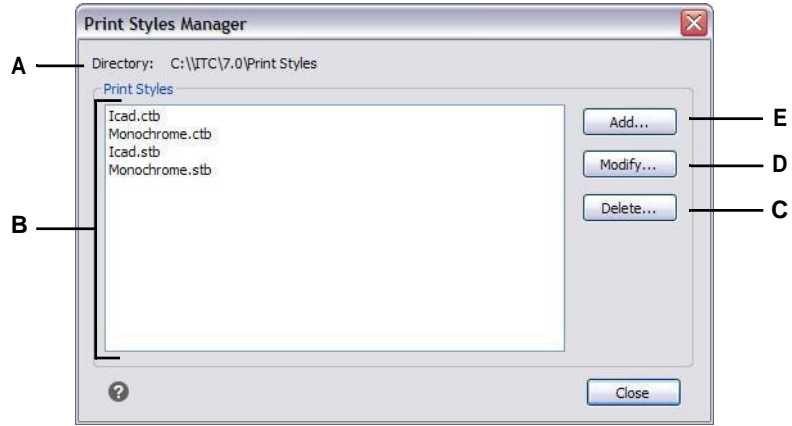 Print Styles Manager
A
Directory: C:\\ITC\7.0\Print Styles
Print Styles
Icad.ctb
Monochrome.ctb
Icad.stb
Monochrome.stb
Add...
E
Modify...
D
Delete...
C
B
?
Close